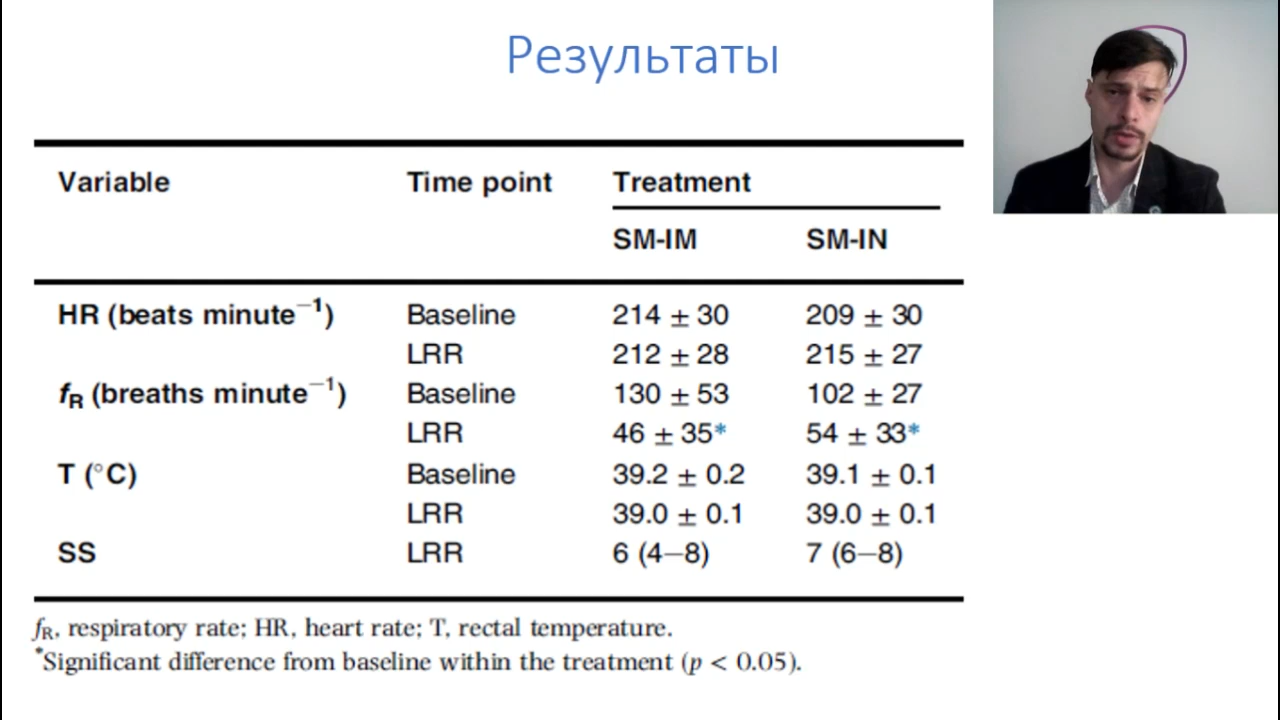 Результаты
Variable Time point Treatment
SM-IM SM-IN
HR (beats minute⁻¹) Baseline 214 ± 30 209 ± 30
LRR 212 ± 28 215 ± 27
fR (breaths minute⁻¹) Baseline 130 ± 53 102 ± 27
LRR 46 ± 35* 54 ± 33*
T (°C) Baseline 39.2 ± 0.2 39.1 ± 0.1
LRR 39.0 ± 0.1 39.0 ± 0.1
SS LRR 6 (4–8) 7 (6–8)
fR, respiratory rate; HR, heart rate; T, rectal temperature.
*Significant difference from baseline within the treatment (p < 0.05).